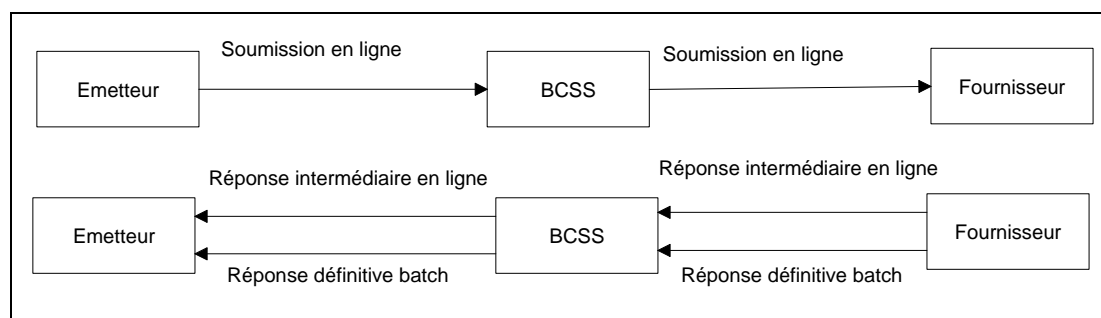 Soumission en ligne
Soumission en ligne
Emetteur
BCSS
Fournisseur
Réponse intermédiaire en ligne
Réponse intermédiaire en ligne
Emetteur
BCSS
Fournisseur
Réponse définitive batch
Réponse définitive batch